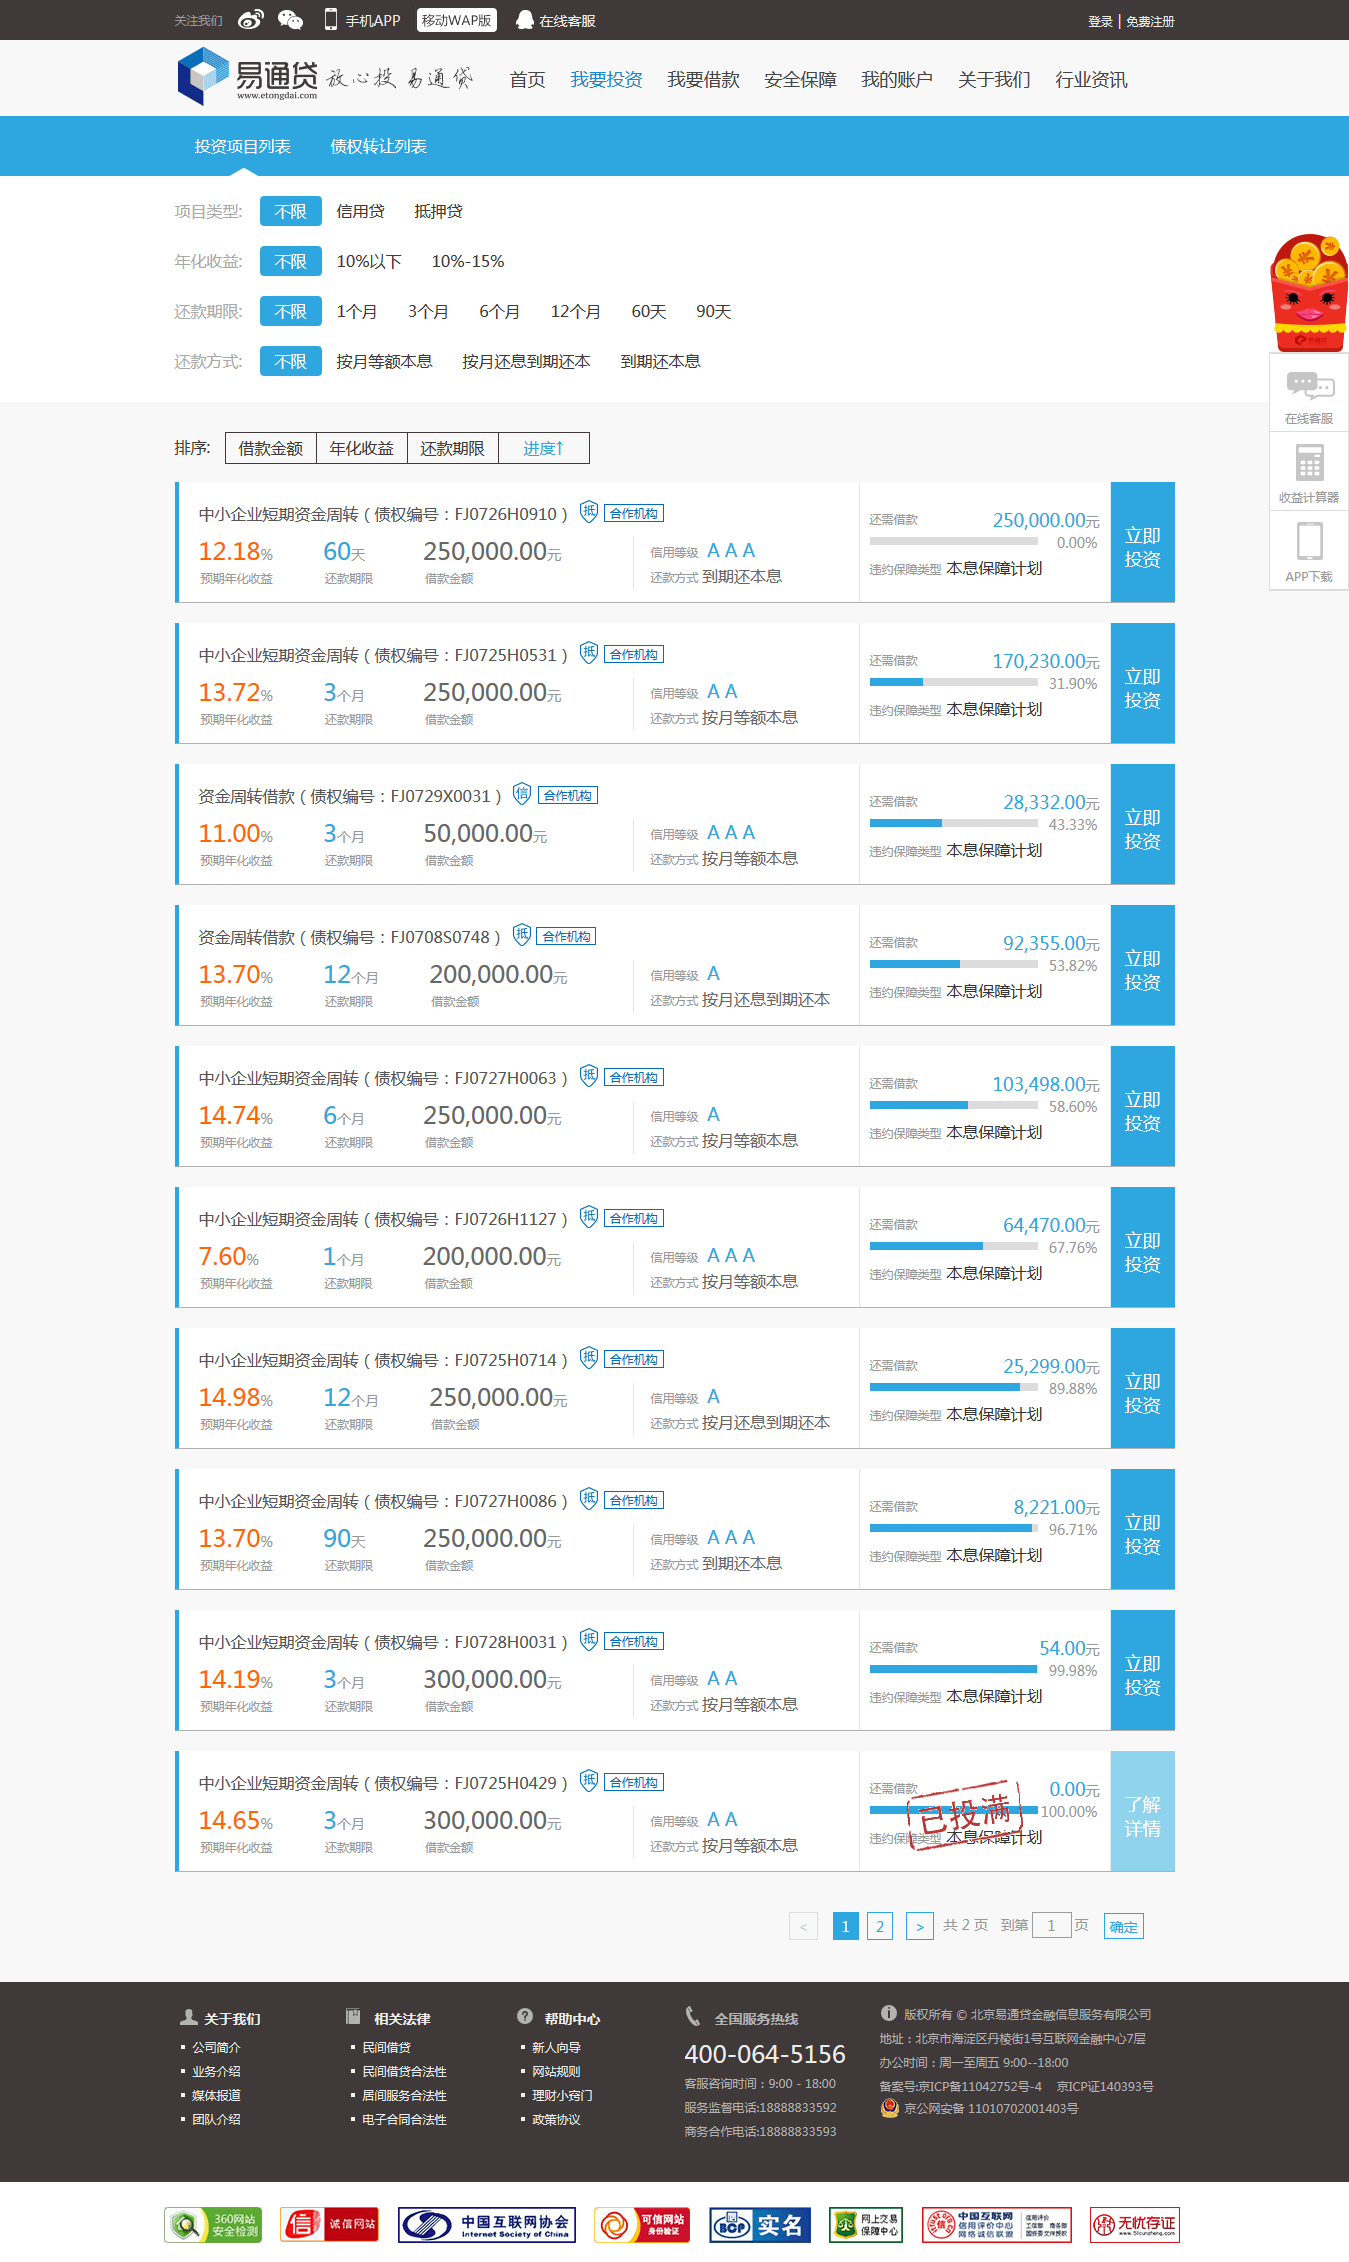 关注我们 手机APP 移动WAP版 在线客服 登录 | 免费注册
易通贷 放心投 易通贷
www.etongdai.com
首页 我要投资 我要借款 安全保障 我的账户 关于我们 行业资讯
投资项目列表 债权转让列表
项目类型: 不限 信用贷 抵押贷
年化收益: 不限 10%以下 10%-15%
还款期限: 不限 1个月 3个月 6个月 12个月 60天 90天
还款方式: 不限 按月等额本息 按月还息到期还本 到期还本息
易通贷
在线客服
收益计算器
APP下载
排序: 借款金额 年化收益 还款期限 进度↑
中小企业短期资金周转（债权编号：FJ0726H0910） 抵 合作机构
12.18% 60天 250,000.00元 信用等级 A A A
预期年化收益 还款期限 借款金额 还款方式 到期还本息
还需借款 250,000.00元
0.00%
违约保障类型 本息保障计划
立即
投资
中小企业短期资金周转（债权编号：FJ0725H0531） 抵 合作机构
13.72% 3个月 250,000.00元 信用等级 A A
预期年化收益 还款期限 借款金额 还款方式 按月等额本息
还需借款 170,230.00元
31.90%
违约保障类型 本息保障计划
立即
投资
资金周转借款（债权编号：FJ0729X0031） 信 合作机构
11.00% 3个月 50,000.00元 信用等级 A A A
预期年化收益 还款期限 借款金额 还款方式 按月等额本息
还需借款 28,332.00元
43.33%
违约保障类型 本息保障计划
立即
投资
资金周转借款（债权编号：FJ0708S0748） 抵 合作机构
13.70% 12个月 200,000.00元 信用等级 A
预期年化收益 还款期限 借款金额 还款方式 按月还息到期还本
还需借款 92,355.00元
53.82%
违约保障类型 本息保障计划
立即
投资
中小企业短期资金周转（债权编号：FJ0727H0063） 抵 合作机构
14.74% 6个月 250,000.00元 信用等级 A
预期年化收益 还款期限 借款金额 还款方式 按月等额本息
还需借款 103,498.00元
58.60%
违约保障类型 本息保障计划
立即
投资
中小企业短期资金周转（债权编号：FJ0726H1127） 抵 合作机构
7.60% 1个月 200,000.00元 信用等级 A A A
预期年化收益 还款期限 借款金额 还款方式 按月等额本息
还需借款 64,470.00元
67.76%
违约保障类型 本息保障计划
立即
投资
中小企业短期资金周转（债权编号：FJ0725H0714） 抵 合作机构
14.98% 12个月 250,000.00元 信用等级 A
预期年化收益 还款期限 借款金额 还款方式 按月还息到期还本
还需借款 25,299.00元
89.88%
违约保障类型 本息保障计划
立即
投资
中小企业短期资金周转（债权编号：FJ0727H0086） 抵 合作机构
13.70% 90天 250,000.00元 信用等级 A A A
预期年化收益 还款期限 借款金额 还款方式 到期还本息
还需借款 8,221.00元
96.71%
违约保障类型 本息保障计划
立即
投资
中小企业短期资金周转（债权编号：FJ0728H0031） 抵 合作机构
14.19% 3个月 300,000.00元 信用等级 A A
预期年化收益 还款期限 借款金额 还款方式 按月等额本息
还需借款 54.00元
99.98%
违约保障类型 本息保障计划
立即
投资
中小企业短期资金周转（债权编号：FJ0725H0429） 抵 合作机构
14.65% 3个月 300,000.00元 信用等级 A A
预期年化收益 还款期限 借款金额 还款方式 按月等额本息
还需借款 0.00元
100.00%
违约保障类型 本息保障计划
已投满
了解
详情
< 1 2 > 共 2 页 到第 1 页 确定
关于我们
公司简介
业务介绍
媒体报道
团队介绍
相关法律
民间借贷
民间借贷合法性
居间服务合法性
电子合同合法性
帮助中心
新人向导
网站规则
理财小窍门
政策协议
全国服务热线
400-064-5156
客服咨询时间：9:00 - 18:00
服务监督电话:18888833592
商务合作电话:18888833593
版权所有 © 北京易通贷金融信息服务有限公司
地址：北京市海淀区丹棱街1号互联网金融中心7层
办公时间：周一至周五 9:00--18:00
备案号:京ICP备11042752号-4 京ICP证140393号
京公网安备 11010702001403号
360网站
安全检测
信 诚信网站
中国互联网协会
Internet Society of China
可信网站
身份验证
BCP 实名
网上交易
保障中心
中国互联网
信用评价中心
网络诚信联盟
无忧存证
www.51cunzheng.com